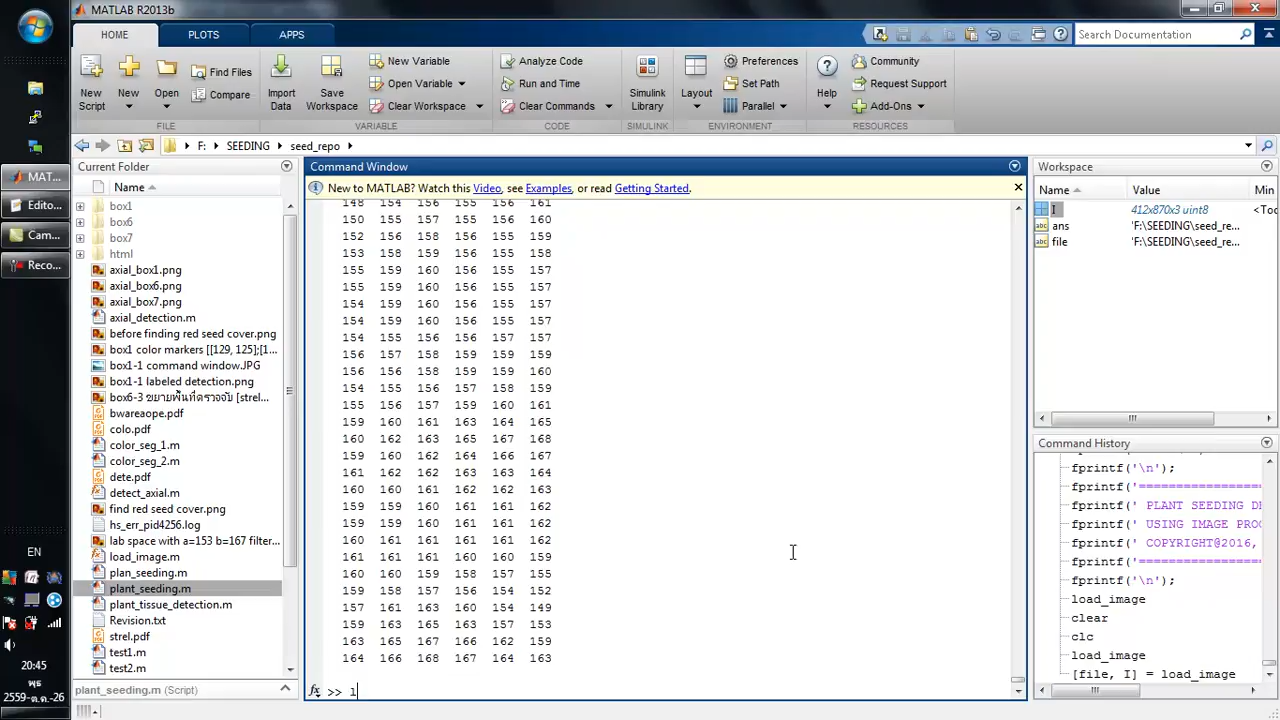 MATLAB R2013b
HOME PLOTS APPS
Search Documentation
New Script
New
Open
Find Files
Compare
Import Data
Save Workspace
New Variable
Open Variable
Clear Workspace
Analyze Code
Run and Time
Clear Commands
Simulink Library
Layout
Preferences
Set Path
Parallel
Help
Community
Request Support
Add-Ons
FILE VARIABLE CODE SIMULINK ENVIRONMENT RESOURCES
F: SEEDING seed_repo
MAT...
Edito...
Cam...
Reco...
EN
20:45
พุธ
2559-ต.ค.-26
Current Folder
Name
box1
box6
box7
html
axial_box1.png
axial_box6.png
axial_box7.png
axial_detection.m
before finding red seed cover.png
box1 color markers [[129, 125];[1...
box1-1 command window.JPG
box1-1 labeled detection.png
box6-3 ขยายพื้นที่ตรวจจับ [strel...
bwareaope.pdf
colo.pdf
color_seg_1.m
color_seg_2.m
dete.pdf
detect_axial.m
find red seed cover.png
hs_err_pid4256.log
lab space with a=153 b=167 filter...
load_image.m
plan_seeding.m
plant_seeding.m
plant_tissue_detection.m
Revision.txt
strel.pdf
test1.m
test2.m
plant_seeding.m (Script)
Command Window
New to MATLAB? Watch this Video, see Examples, or read Getting Started.
148 154 156 155 156 161
150 155 157 155 156 160
152 156 158 156 155 159
153 158 159 156 155 158
155 159 160 156 155 157
155 159 160 156 155 157
154 159 160 156 155 157
154 159 160 156 155 157
154 155 156 156 157 157
156 157 158 159 159 159
156 156 158 159 159 160
154 155 156 157 158 159
155 156 157 159 160 161
159 160 161 163 164 165
160 162 163 165 167 168
159 160 162 164 166 167
161 162 162 163 163 164
160 160 161 162 162 163
159 159 160 161 161 162
159 159 160 161 161 162
160 161 161 161 161 162
161 161 161 160 160 159
160 160 159 158 157 155
159 158 157 156 154 152
157 161 163 160 154 149
159 163 165 163 157 153
163 165 167 166 162 159
164 166 168 167 164 163
fx >> l
Workspace
Name Value Min
I 412x870x3 uint8 <Toc
ans 'F:\SEEDING\seed_re...
file 'F:\SEEDING\seed_re...
Command History
fprintf('\n');
fprintf('====================
fprintf(' PLANT SEEDING DE
fprintf(' USING IMAGE PROC
fprintf(' COPYRIGHT@2016,
fprintf('====================
fprintf('\n');
load_image
clear
clc
load_image
[file, I] = load_image